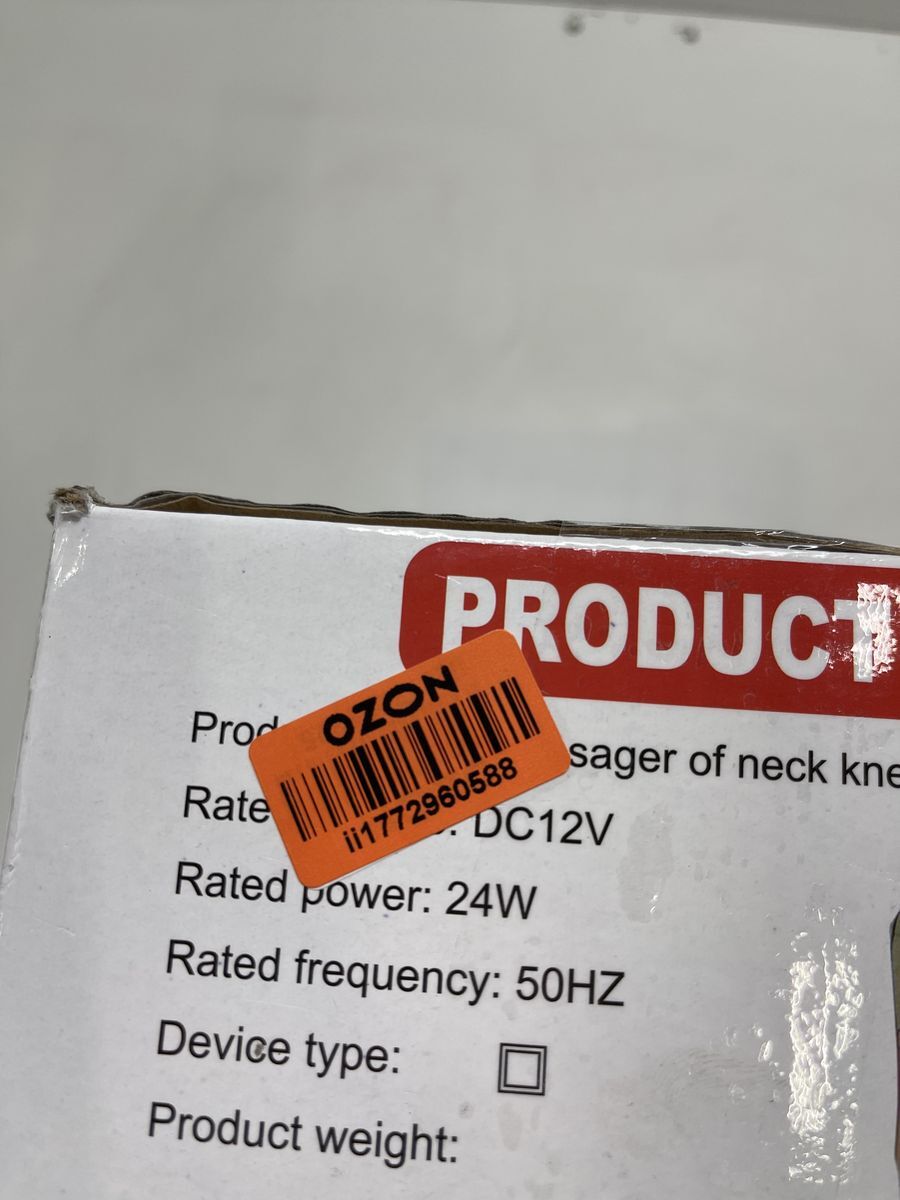 PRODUCT
OZON
ii1772960588
Prod sager of neck kne
Rate : DC12V
Rated power: 24W
Rated frequency: 50HZ
Device type:
Product weight: